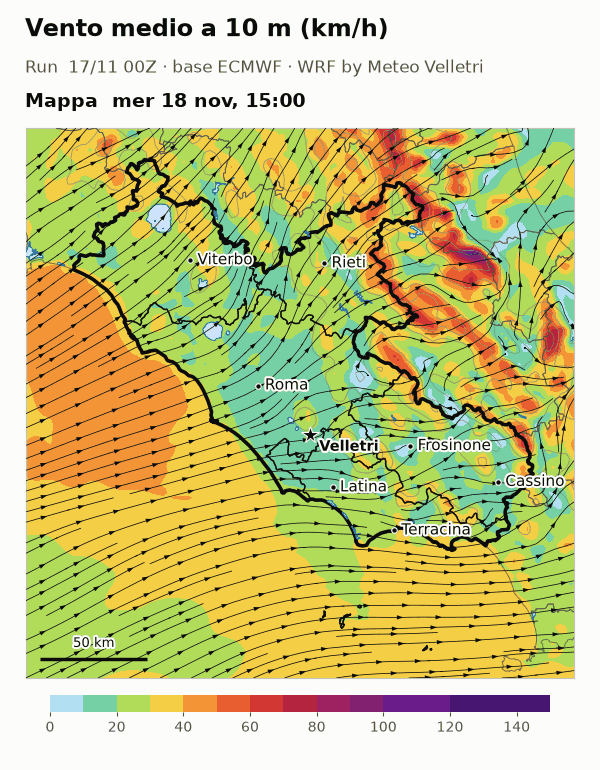 Vento medio a 10 m (km/h)
Run  17/11 00Z · base ECMWF · WRF by Meteo Velletri
Mappa  mer 18 nov, 15:00
Viterbo
Rieti
Roma
Velletri
Frosinone
Cassino
Latina
Terracina
50 km
0 20 40 60 80 100 120 140